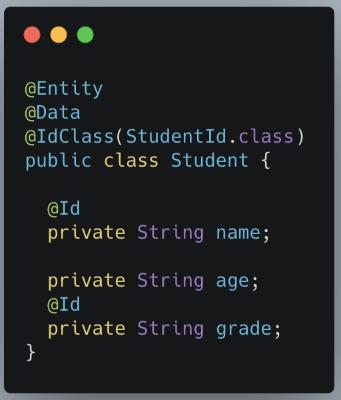 @Entity
@Data
@IdClass(StudentId.class)
public class Student {
@Id
private String name;
private String age;
@Id
private String grade;
}